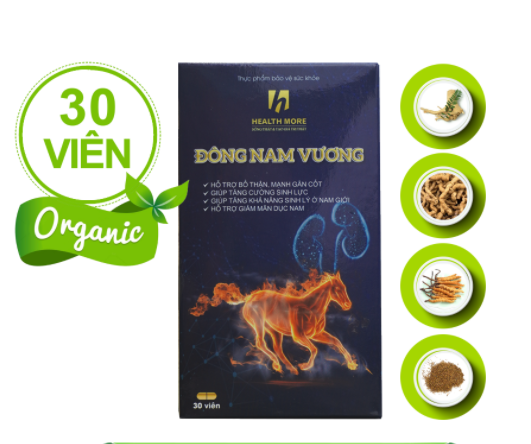 30
VIÊN
Organic
Thực phẩm bảo vệ sức khỏe
HEALTH MORE
ĐÔNG NAM VƯƠNG
HỖ TRỢ BỔ THẬN, MẠNH GÂN CỐT
GIÚP TĂNG CƯỜNG SINH LỰC
GIÚP TĂNG KHẢ NĂNG SINH LÝ Ở NAM GIỚI
HỖ TRỢ GIẢM MÃN DỤC NAM
30 viên